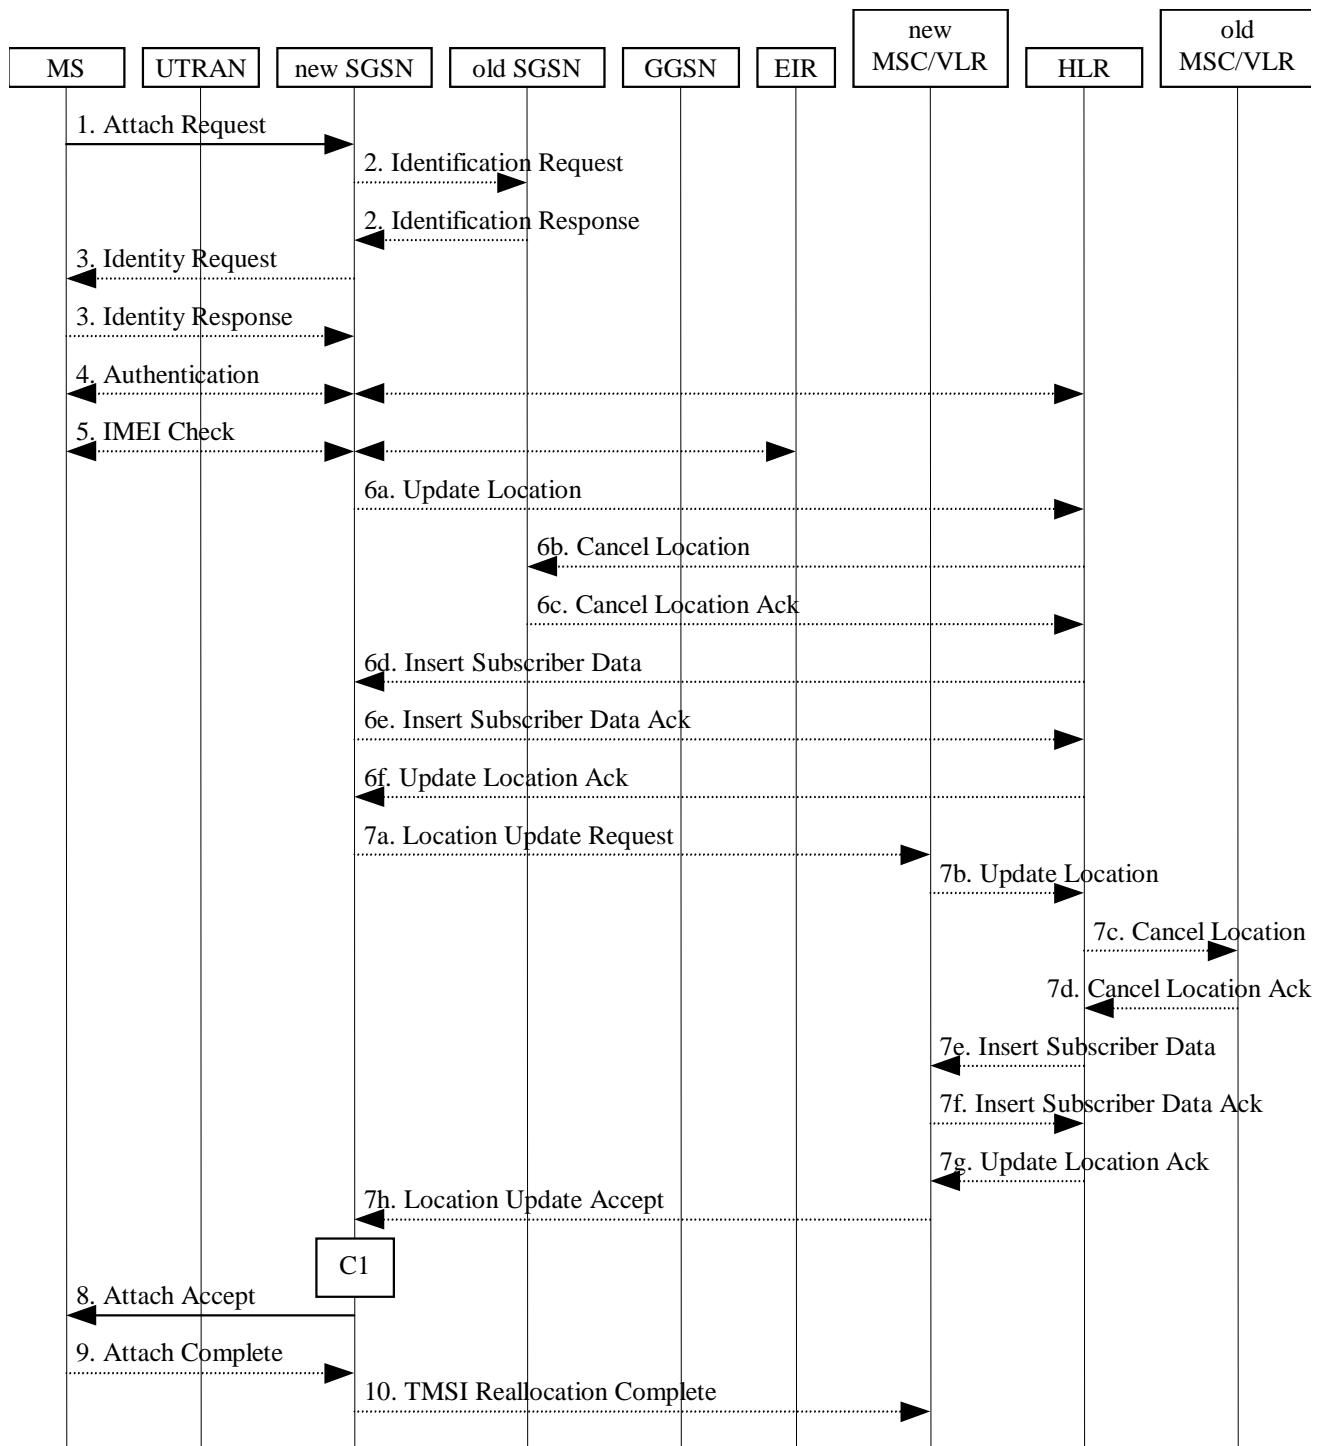 new
MSC/VLR
old
MSC/VLR
MS
UTRAN
new SGSN
old SGSN
GGSN
EIR
HLR
1. Attach Request
2. Identification Request
2. Identification Response
3. Identity Request
3. Identity Response
4. Authentication
5. IMEI Check
6a. Update Location
6b. Cancel Location
6c. Cancel Location Ack
6d. Insert Subscriber Data
6e. Insert Subscriber Data Ack
6f. Update Location Ack
7a. Location Update Request
7b. Update Location
7c. Cancel Location
7d. Cancel Location Ack
7e. Insert Subscriber Data
7f. Insert Subscriber Data Ack
7g. Update Location Ack
7h. Location Update Accept
C1
8. Attach Accept
9. Attach Complete
10. TMSI Reallocation Complete